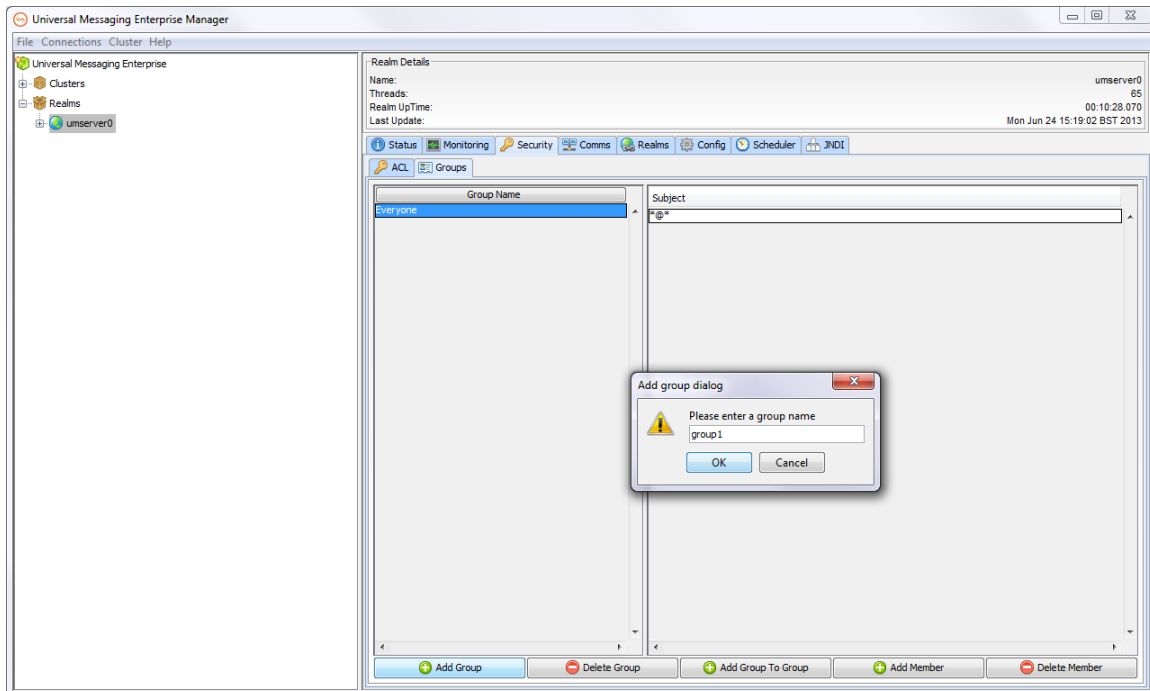 Universal Messaging Enterprise Manager
File Connections Cluster Help
Universal Messaging Enterprise
Clusters
Realms
umserver0
Realm Details
Name: umserver0
Threads: 65
Realm UpTime: 00:10:28.070
Last Update: Mon Jun 24 15:19:02 BST 2013
Status Monitoring Security Comms Realms Config Scheduler JNDI
ACL Groups
Group Name
Everyone
Subject
*@*
Add group dialog
Please enter a group name
group1
OK Cancel
Add Group Delete Group Add Group To Group Add Member Delete Member